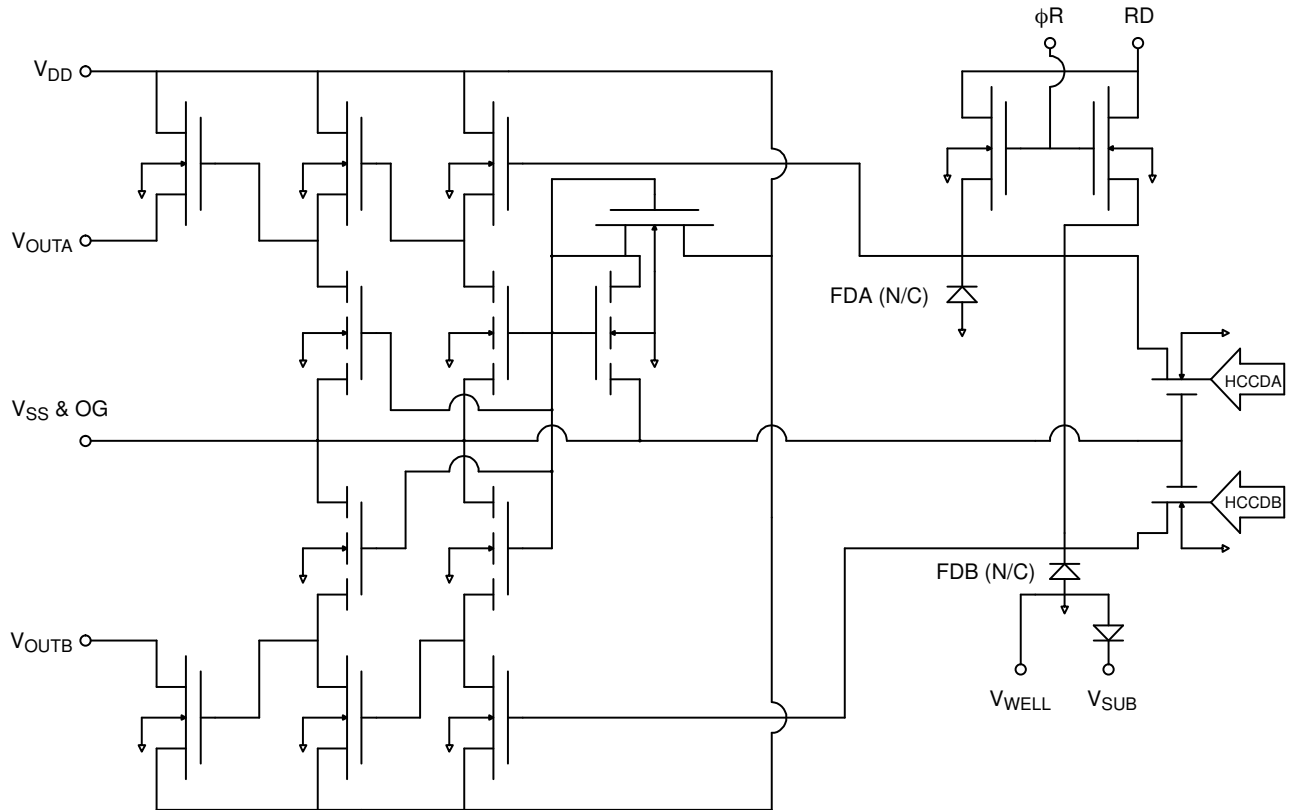 ϕR
RD
VDD
VOUTA
FDA (N/C)
HCCDA
VSS & OG
HCCDB
FDB (N/C)
VOUTB
VWELL
VSUB